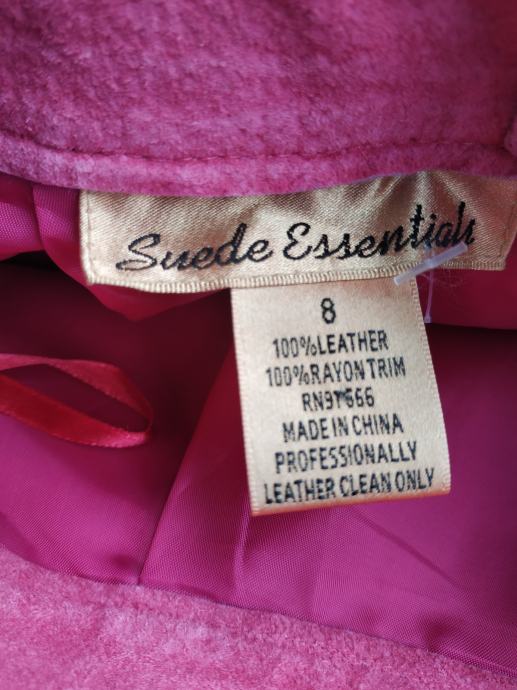 Suede Essentials
8
100%LEATHER
100%RAYON TRIM
MADE IN CHINA
PROFESSIONALLY
LEATHER CLEAN ONLY